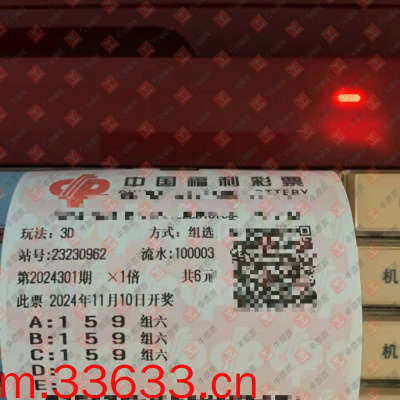 中国福利彩票
玩法：3D 方式：组选
站号：23230962 流水：100003
第2024301期 ×1倍 共6元
此票 2024年11月10日开奖
A:1 5 9 组六
B:1 5 9 组六
C:1 5 9 组六
D:
E:
机
机
m.33633.cn